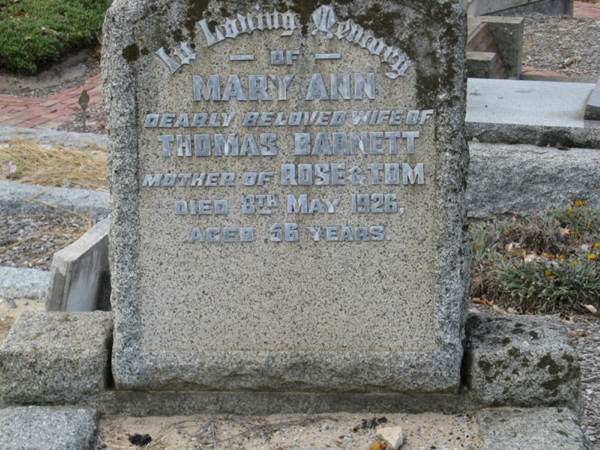 In Loving Memory
— OF —
MARY ANN
DEARLY BELOVED WIFE OF
THOMAS BARNETT
MOTHER OF ROSE & TOM
DIED 8TH MAY 1926,
AGED 56 YEARS.